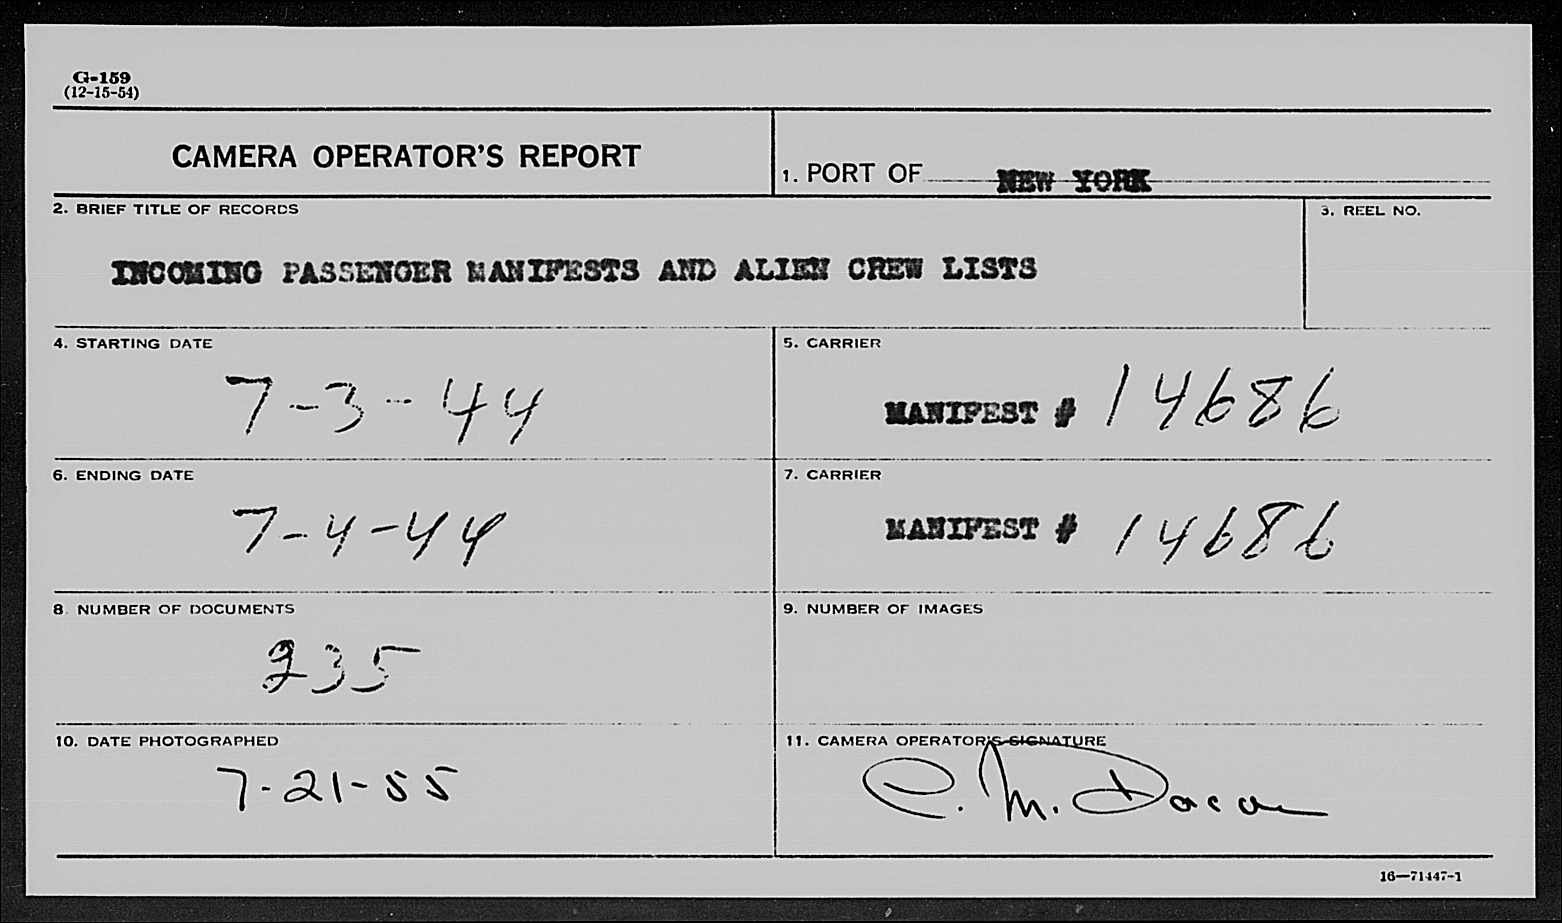 G-159
(12-15-54)
CAMERA OPERATOR'S REPORT
1. PORT OF NEW YORK
2. BRIEF TITLE OF RECORDS
3. REEL NO.
INCOMING PASSENGER MANIFESTS AND ALIEN CREW LISTS
4. STARTING DATE
7-3-44
5. CARRIER
MANIFEST # 14686
6. ENDING DATE
7-4-44
7. CARRIER
MANIFEST # 14686
8. NUMBER OF DOCUMENTS
235
9. NUMBER OF IMAGES
10. DATE PHOTOGRAPHED
7-21-55
11. CAMERA OPERATOR'S SIGNATURE
C. M.
16—71447-1